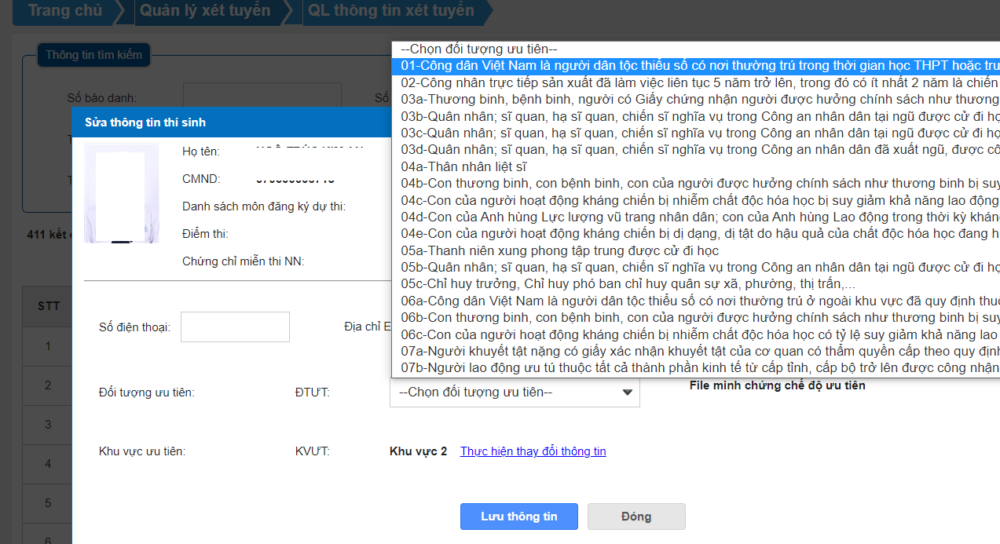 Trang chủ Quản lý xét tuyển QL thông tin xét tuyển
Thông tin tìm kiếm
Số báo danh: Số
--Chọn đối tượng ưu tiên--
01-Công dân Việt Nam là người dân tộc thiểu số có nơi thường trú trong thời gian học THPT hoặc
02-Công nhân trực tiếp sản xuất đã làm việc liên tục 5 năm trở lên, trong đó có ít nhất 2 năm là chiến
03a-Thương binh, bệnh binh, người có Giấy chứng nhận người được hưởng chính sách như thương
03b-Quân nhân; sĩ quan, hạ sĩ quan, chiến sĩ nghĩa vụ trong Công an nhân dân tại ngũ được cử đi
03c-Quân nhân; sĩ quan, hạ sĩ quan, chiến sĩ nghĩa vụ trong Công an nhân dân tại ngũ được cử đi
03d-Quân nhân; sĩ quan, hạ sĩ quan, chiến sĩ nghĩa vụ trong Công an nhân dân đã xuất ngũ, được
04a-Thân nhân liệt sĩ
04b-Con thương binh, con bệnh binh, con của người được hưởng chính sách như thương binh bị suy
04c-Con của người hoạt động kháng chiến bị nhiễm chất độc hóa học bị suy giảm khả năng lao động
04d-Con của Anh hùng Lực lượng vũ trang nhân dân; con của Anh hùng Lao động trong thời kỳ
04e-Con của người hoạt động kháng chiến bị dị dạng, dị tật do hậu quả của chất độc hóa học đang
05a-Thanh niên xung phong tập trung được cử đi học
05b-Quân nhân; sĩ quan, hạ sĩ quan, chiến sĩ nghĩa vụ trong Công an nhân dân tại ngũ được cử đi
05c-Chỉ huy trưởng, Chỉ huy phó ban chỉ huy quân sự xã, phường, thị trấn,...
06a-Công dân Việt Nam là người dân tộc thiểu số có nơi thường trú ở ngoài khu vực đã quy định
06b-Con thương binh, con bệnh binh, con của người được hưởng chính sách như thương binh bị suy
06c-Con của người hoạt động kháng chiến bị nhiễm chất độc hóa học có tỷ lệ suy giảm khả năng lao
07a-Người khuyết tật nặng có giấy xác nhận khuyết tật của cơ quan có thẩm quyền cấp theo quy
07b-Người lao động ưu tú thuộc tất cả thành phần kinh tế từ cấp tỉnh, cấp bộ trở lên được công nhận
Sửa thông tin thí sinh
Họ tên:
CMND:
Danh sách môn đăng ký dự thi:
Điểm thi:
Chứng chỉ miễn thi NN:
411 kết
STT
1
2
3
4
5
6
Số điện thoại: Địa chỉ E
Đối tượng ưu tiên: ĐTƯT: --Chọn đối tượng ưu tiên-- File minh chứng chế độ ưu tiên
Khu vực ưu tiên: KVƯT: Khu vực 2 Thực hiện thay đổi thông tin
Lưu thông tin Đóng